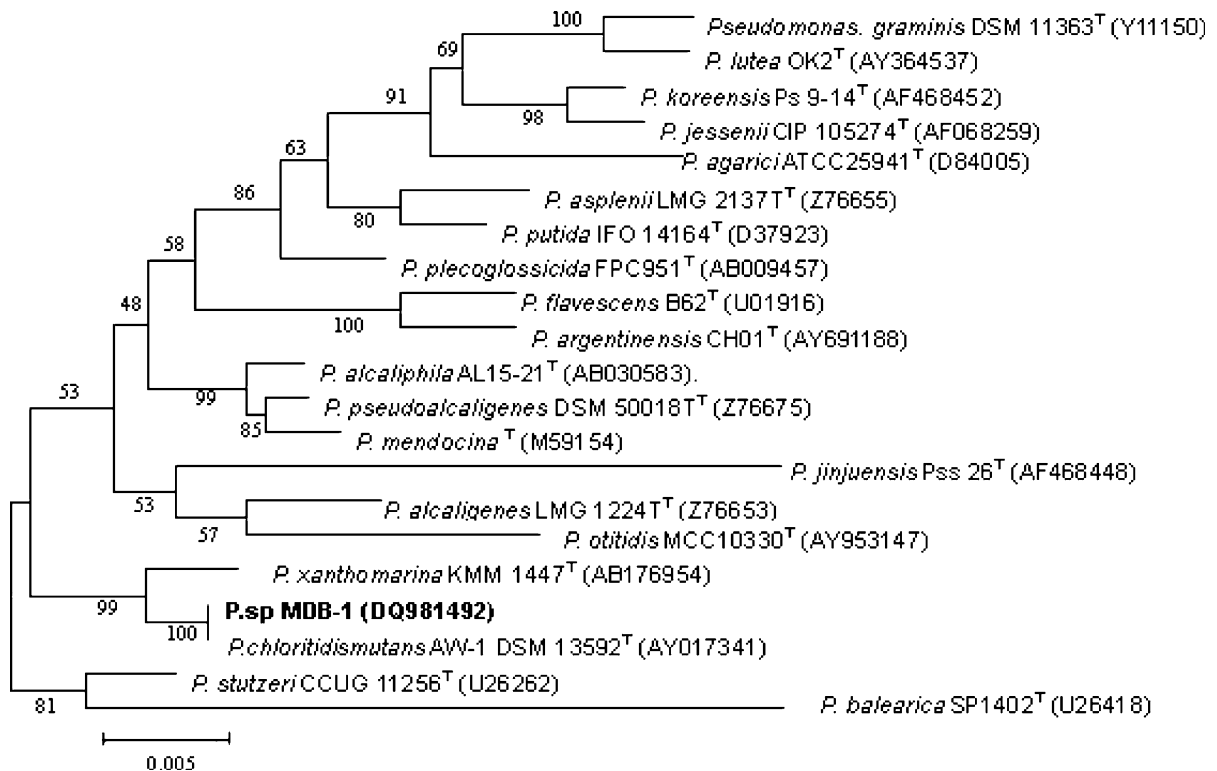 100
Pseudomonas. graminis DSM 11363ᵀ (Y11150)
69
P. lutea OK2ᵀ (AY364537)
91
P. koreensis Ps 9-14ᵀ (AF468452)
98
P. jessenii CIP 105274ᵀ (AF068259)
63
P. agarici ATCC25941ᵀ (D84005)
86
P. asplenii LMG 2137Tᵀ (Z76655)
80
P. putida IFO 14164ᵀ (D37923)
58
P. plecoglossicida FPC951ᵀ (AB009457)
48
P. flavescens B62ᵀ (U01916)
100
P. argentinensis CH01ᵀ (AY691188)
P. alcaliphila AL15-21ᵀ (AB030583).
53
99
P. pseudoalcaligenes DSM 50018Tᵀ (Z76675)
85
P. mendocina ᵀ (M59154)
P. jinjuensis Pss 26ᵀ (AF468448)
53
P. alcaligenes LMG 1224Tᵀ (Z76653)
57
P. otitidis MCC10330ᵀ (AY953147)
P. xanthomarina KMM 1447ᵀ (AB176954)
99
P.sp MDB-1 (DQ981492)
100
P.chloritidismutans AW-1 DSM 13592ᵀ (AY017341)
P. stutzeri CCUG 11256ᵀ (U26262)
81
P. balearica SP1402ᵀ (U26418)
0.005